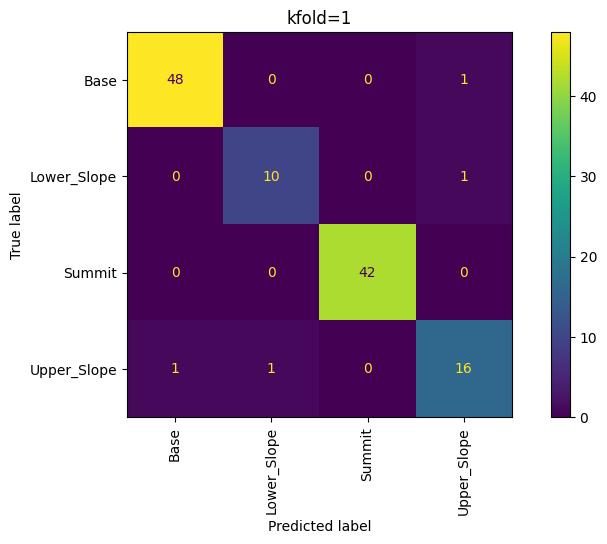 kfold=1
Base 48 0 0 1
Lower_Slope 0 10 0 1
Summit 0 0 42 0
Upper_Slope 1 1 0 16
True label
Base Lower_Slope Summit Upper_Slope
Predicted label
40
30
20
10
0